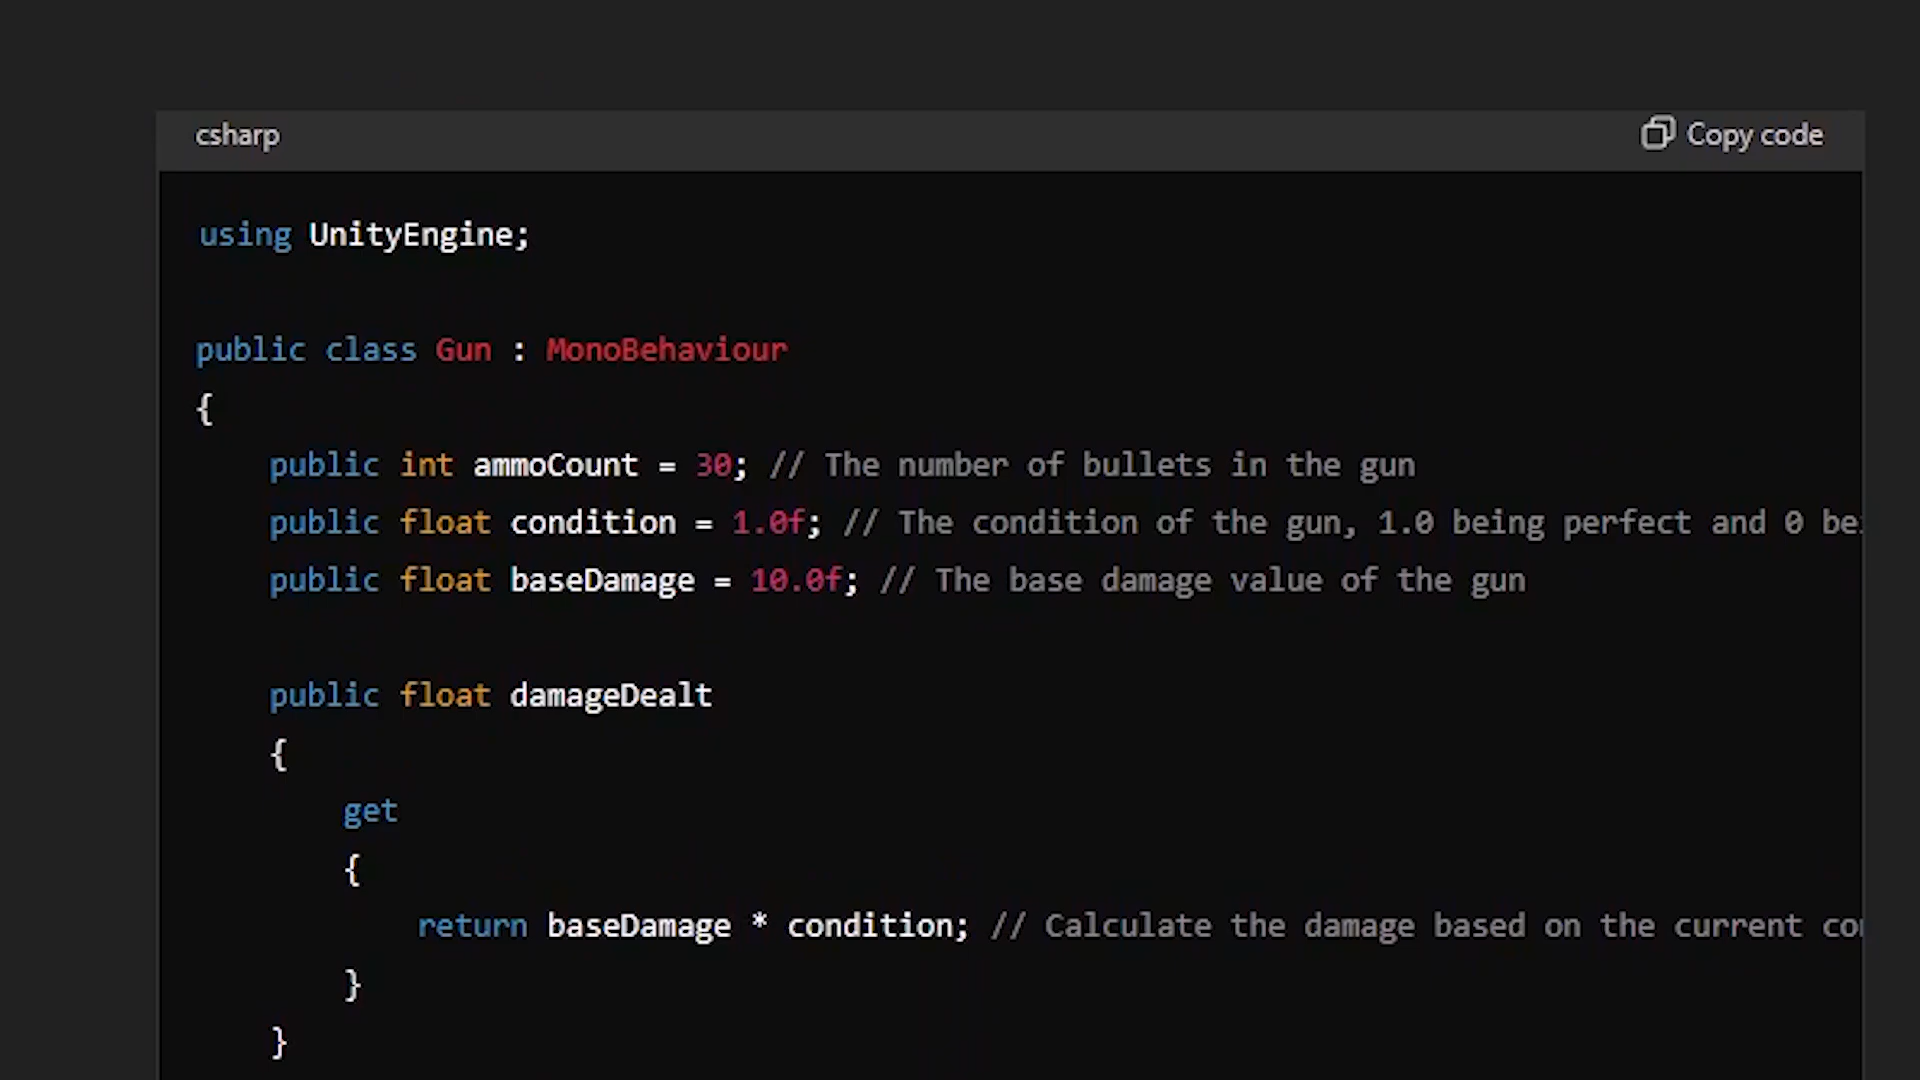 csharp
Copy code
using UnityEngine;
public class Gun : MonoBehaviour
{
public int ammoCount = 30; // The number of bullets in the gun
public float condition = 1.0f; // The condition of the gun, 1.0 being perfect and 0
public float baseDamage = 10.0f; // The base damage value of the gun
public float damageDealt
{
get
{
return baseDamage * condition; // Calculate the damage based on the current
}
}